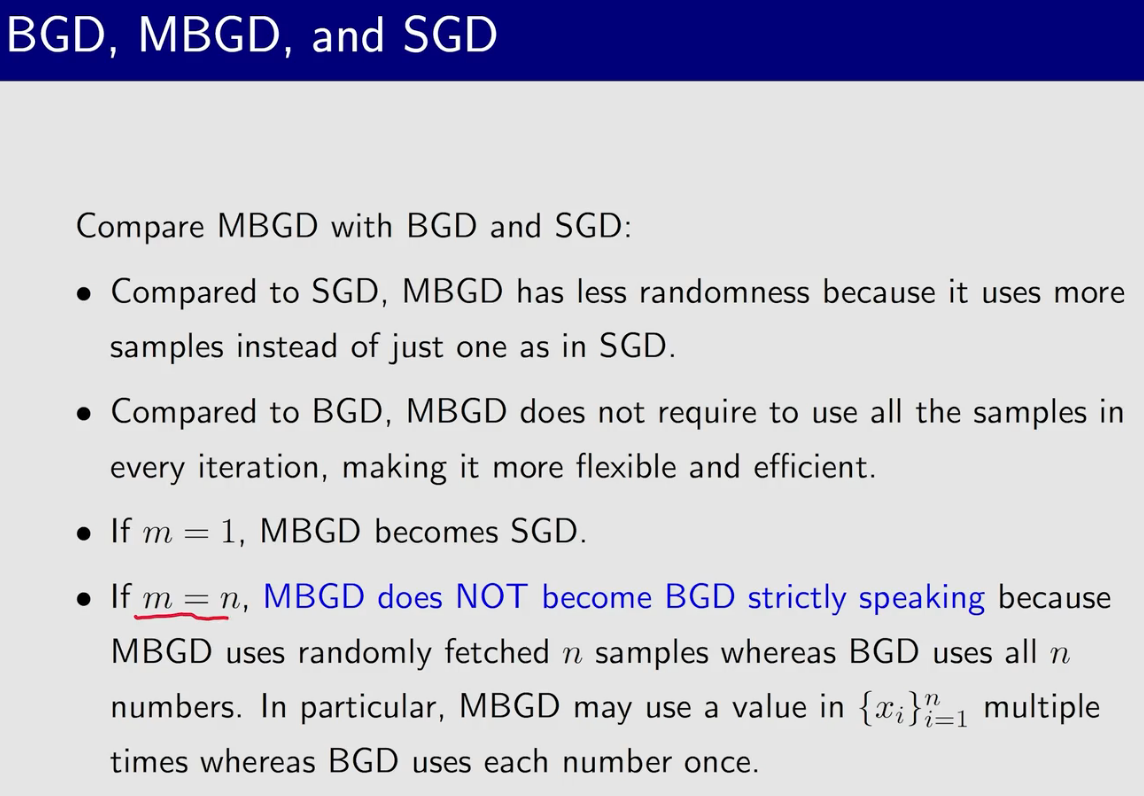 BGD, MBGD, and SGD
Compare MBGD with BGD and SGD:
• Compared to SGD, MBGD has less randomness because it uses more
samples instead of just one as in SGD.
• Compared to BGD, MBGD does not require to use all the samples in
every iteration, making it more flexible and efficient.
• If m = 1, MBGD becomes SGD.
• If m = n, MBGD does NOT become BGD strictly speaking because
MBGD uses randomly fetched n samples whereas BGD uses all n
numbers. In particular, MBGD may use a value in {xᵢ}ⁿᵢ₌₁ multiple
times whereas BGD uses each number once.